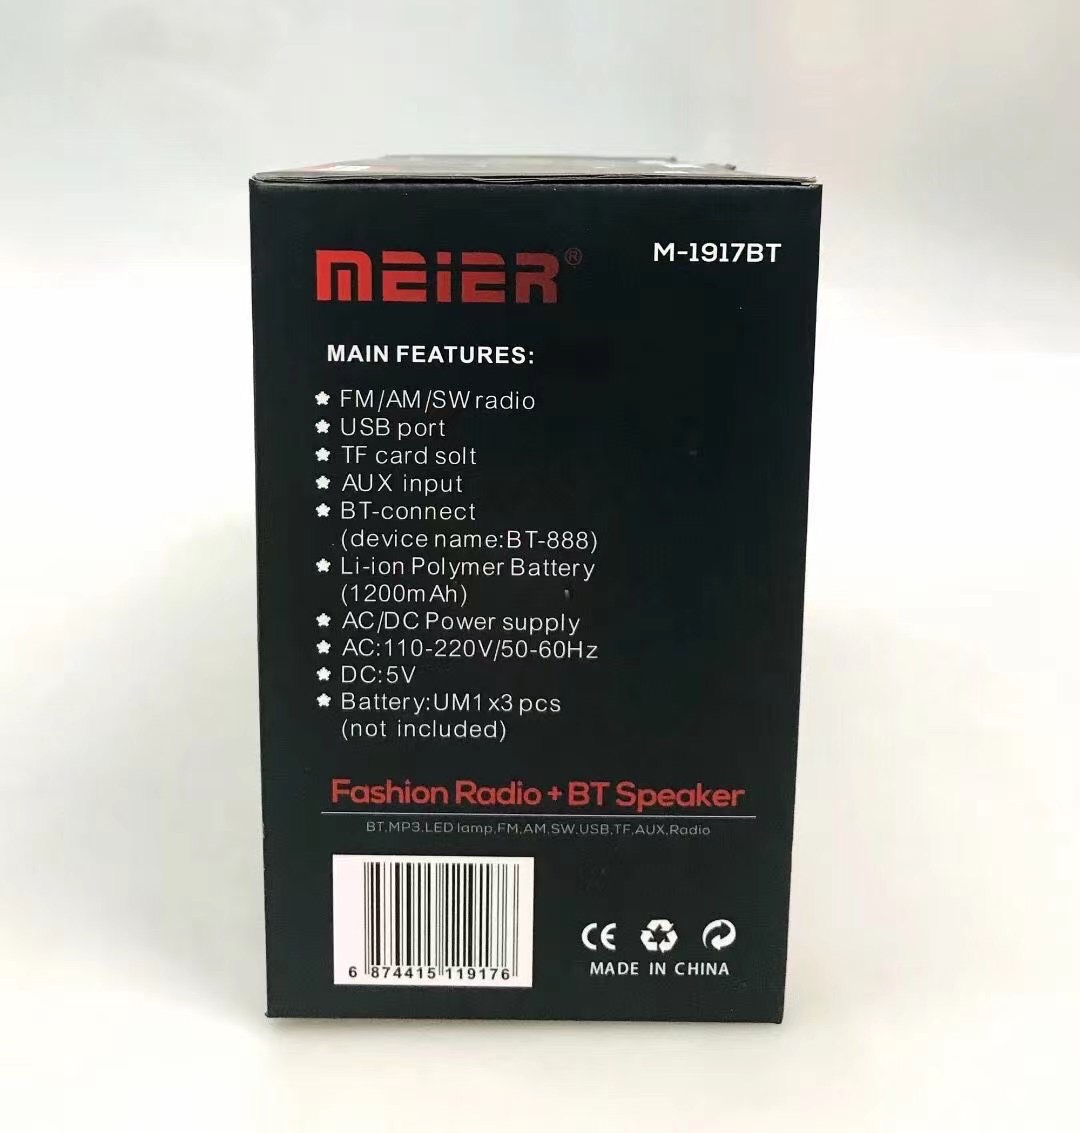 MEIER®
M-1917BT
MAIN FEATURES:
FM/AM/SW radio
USB port
TF card solt
AUX input
BT-connect
(device name:BT-888)
Li-ion Polymer Battery
(1200mAh)
AC/DC Power supply
AC:110-220V/50-60Hz
DC:5V
Battery:UM1 x3 pcs
(not included)
Fashion Radio + BT Speaker
BT.MP3.LED lamp,FM,AM,SW,USB,TF,AUX,Radio
6 874415 119176
CE
MADE IN CHINA